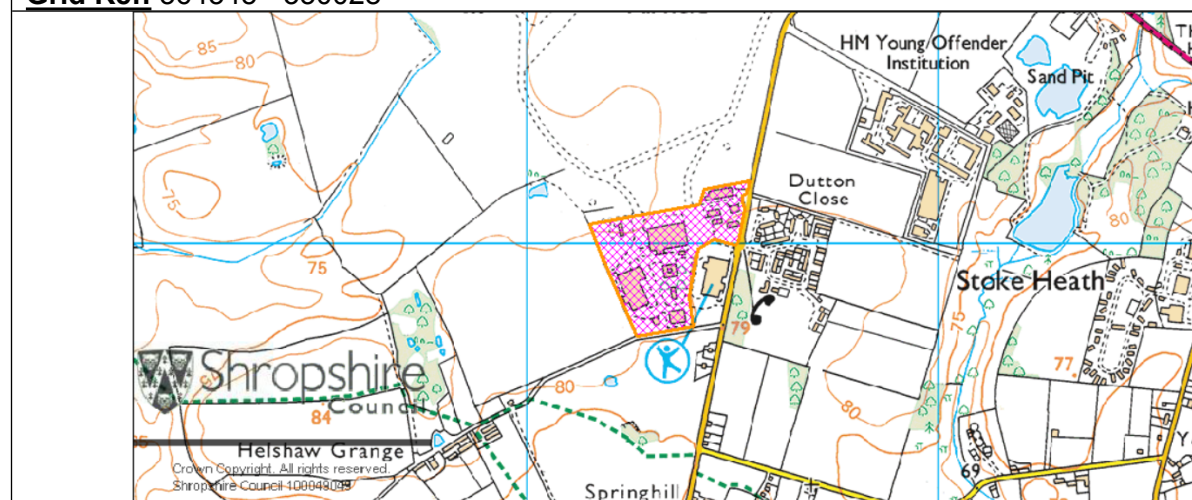 85
80
HM Young Offender
Institution
Sand Pit
75
Dutton
Close
80
75
Stoke Heath
75
79
77
80
80
84
Shropshire
Council
Helshaw Grange
Crown Copyright. All rights reserved.
Shropshire Council 100049049
69
Springhill